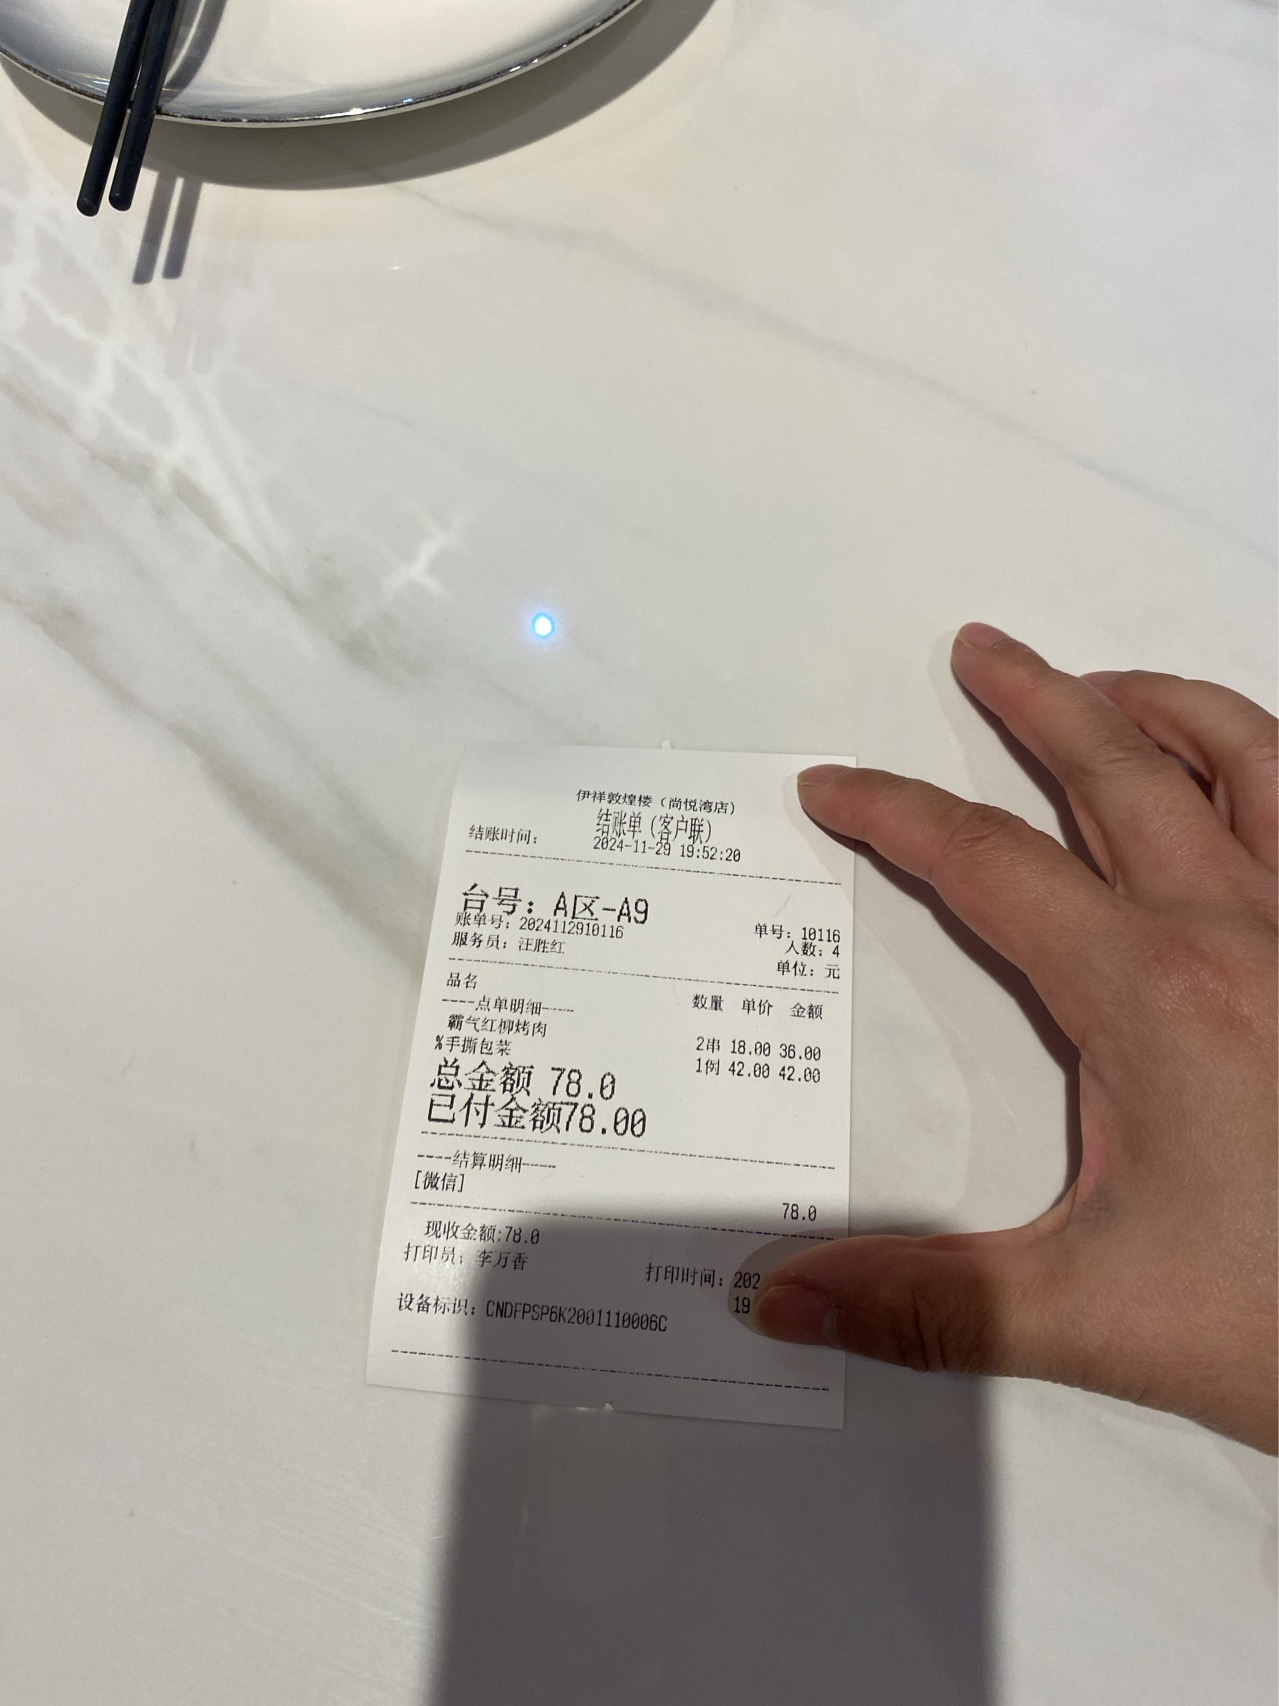 伊祥敦煌楼（尚悦湾店）
结账单（客户联）
结账时间： 2024-11-29 19:52:20
台号：A区-A9
账单号：2024112910116 单号：10116
服务员：汪胜红 人数：4
单位：元
品名 数量 单价 金额
----点单明细----
霸气红柳烤肉 2串 18.00 36.00
%手撕包菜 1例 42.00 42.00
总金额 78.0
已付金额78.00
----结算明细----
[微信] 78.0
现收金额:78.0
打印员：李万香 打印时间：202
19
设备标识：CNDFPSP6K2001110006C